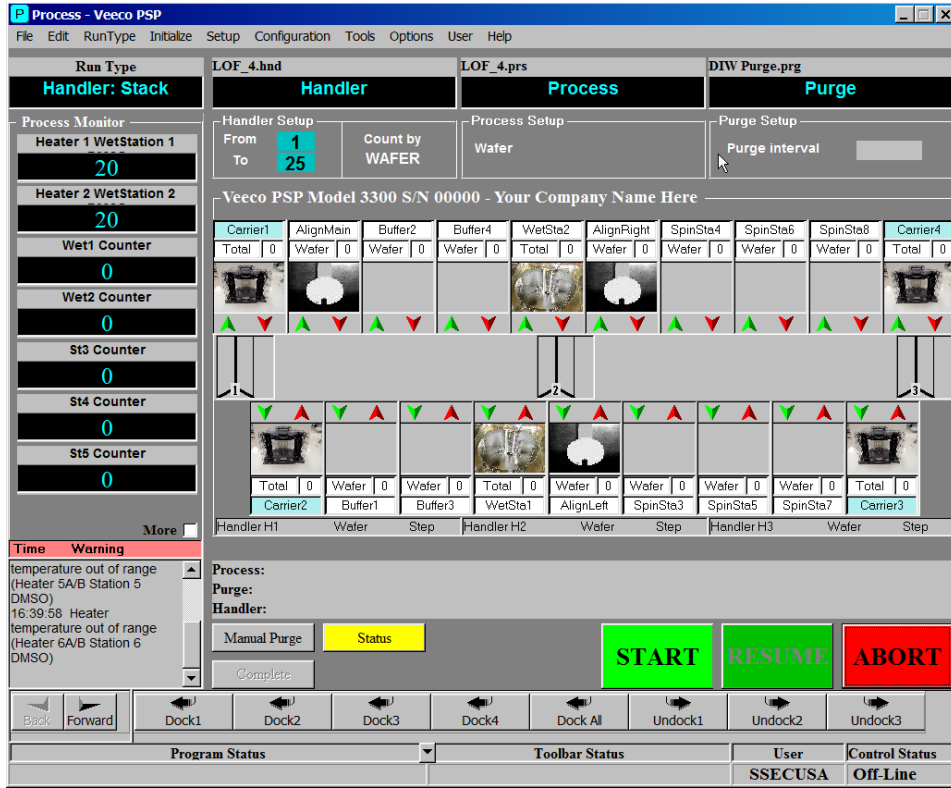 P Process - Veeco PSP
File Edit RunType Initialize Setup Configuration Tools Options User Help
Run Type
LOF_4.hnd
LOF_4.prs
DIW Purge.prg
Handler: Stack
Handler
Process
Purge
Process Monitor
Handler Setup
Process Setup
Purge Setup
Heater 1 WetStation 1
20
From 1
To 25
Count by
WAFER
Wafer
Purge interval
Heater 2 WetStation 2
20
Veeco PSP Model 3300 S/N 00000 - Your Company Name Here
Wet1 Counter
0
Wet2 Counter
0
St3 Counter
0
St4 Counter
0
St5 Counter
0
More
Carrier1 AlignMain Buffer2 Buffer4 WetSta2 AlignRight SpinSta4 SpinSta6 SpinSta8 Carrier4
Total 0 Wafer 0 Wafer 0 Wafer 0 Total 0 Wafer 0 Wafer 0 Wafer 0 Wafer 0 Total 0
1 2 3
Total 0 Wafer 0 Wafer 0 Total 0 Wafer 0 Wafer 0 Wafer 0 Wafer 0 Total 0
Carrier2 Buffer1 Buffer3 WetSta1 AlignLeft SpinSta3 SpinSta5 SpinSta7 Carrier3
Handler H1 Wafer Step Handler H2 Wafer Step Handler H3 Wafer Step
Time Warning
temperature out of range
(Heater 5A/B Station 5
DMSO)
16:39:58 Heater
temperature out of range
(Heater 6A/B Station 6
DMSO)
Process:
Purge:
Handler:
Manual Purge
Status
Complete
START
RESUME
ABORT
Back Forward Dock1 Dock2 Dock3 Dock4 Dock All Undock1 Undock2 Undock3
Program Status
Toolbar Status
User
Control Status
SSECUSA
Off-Line